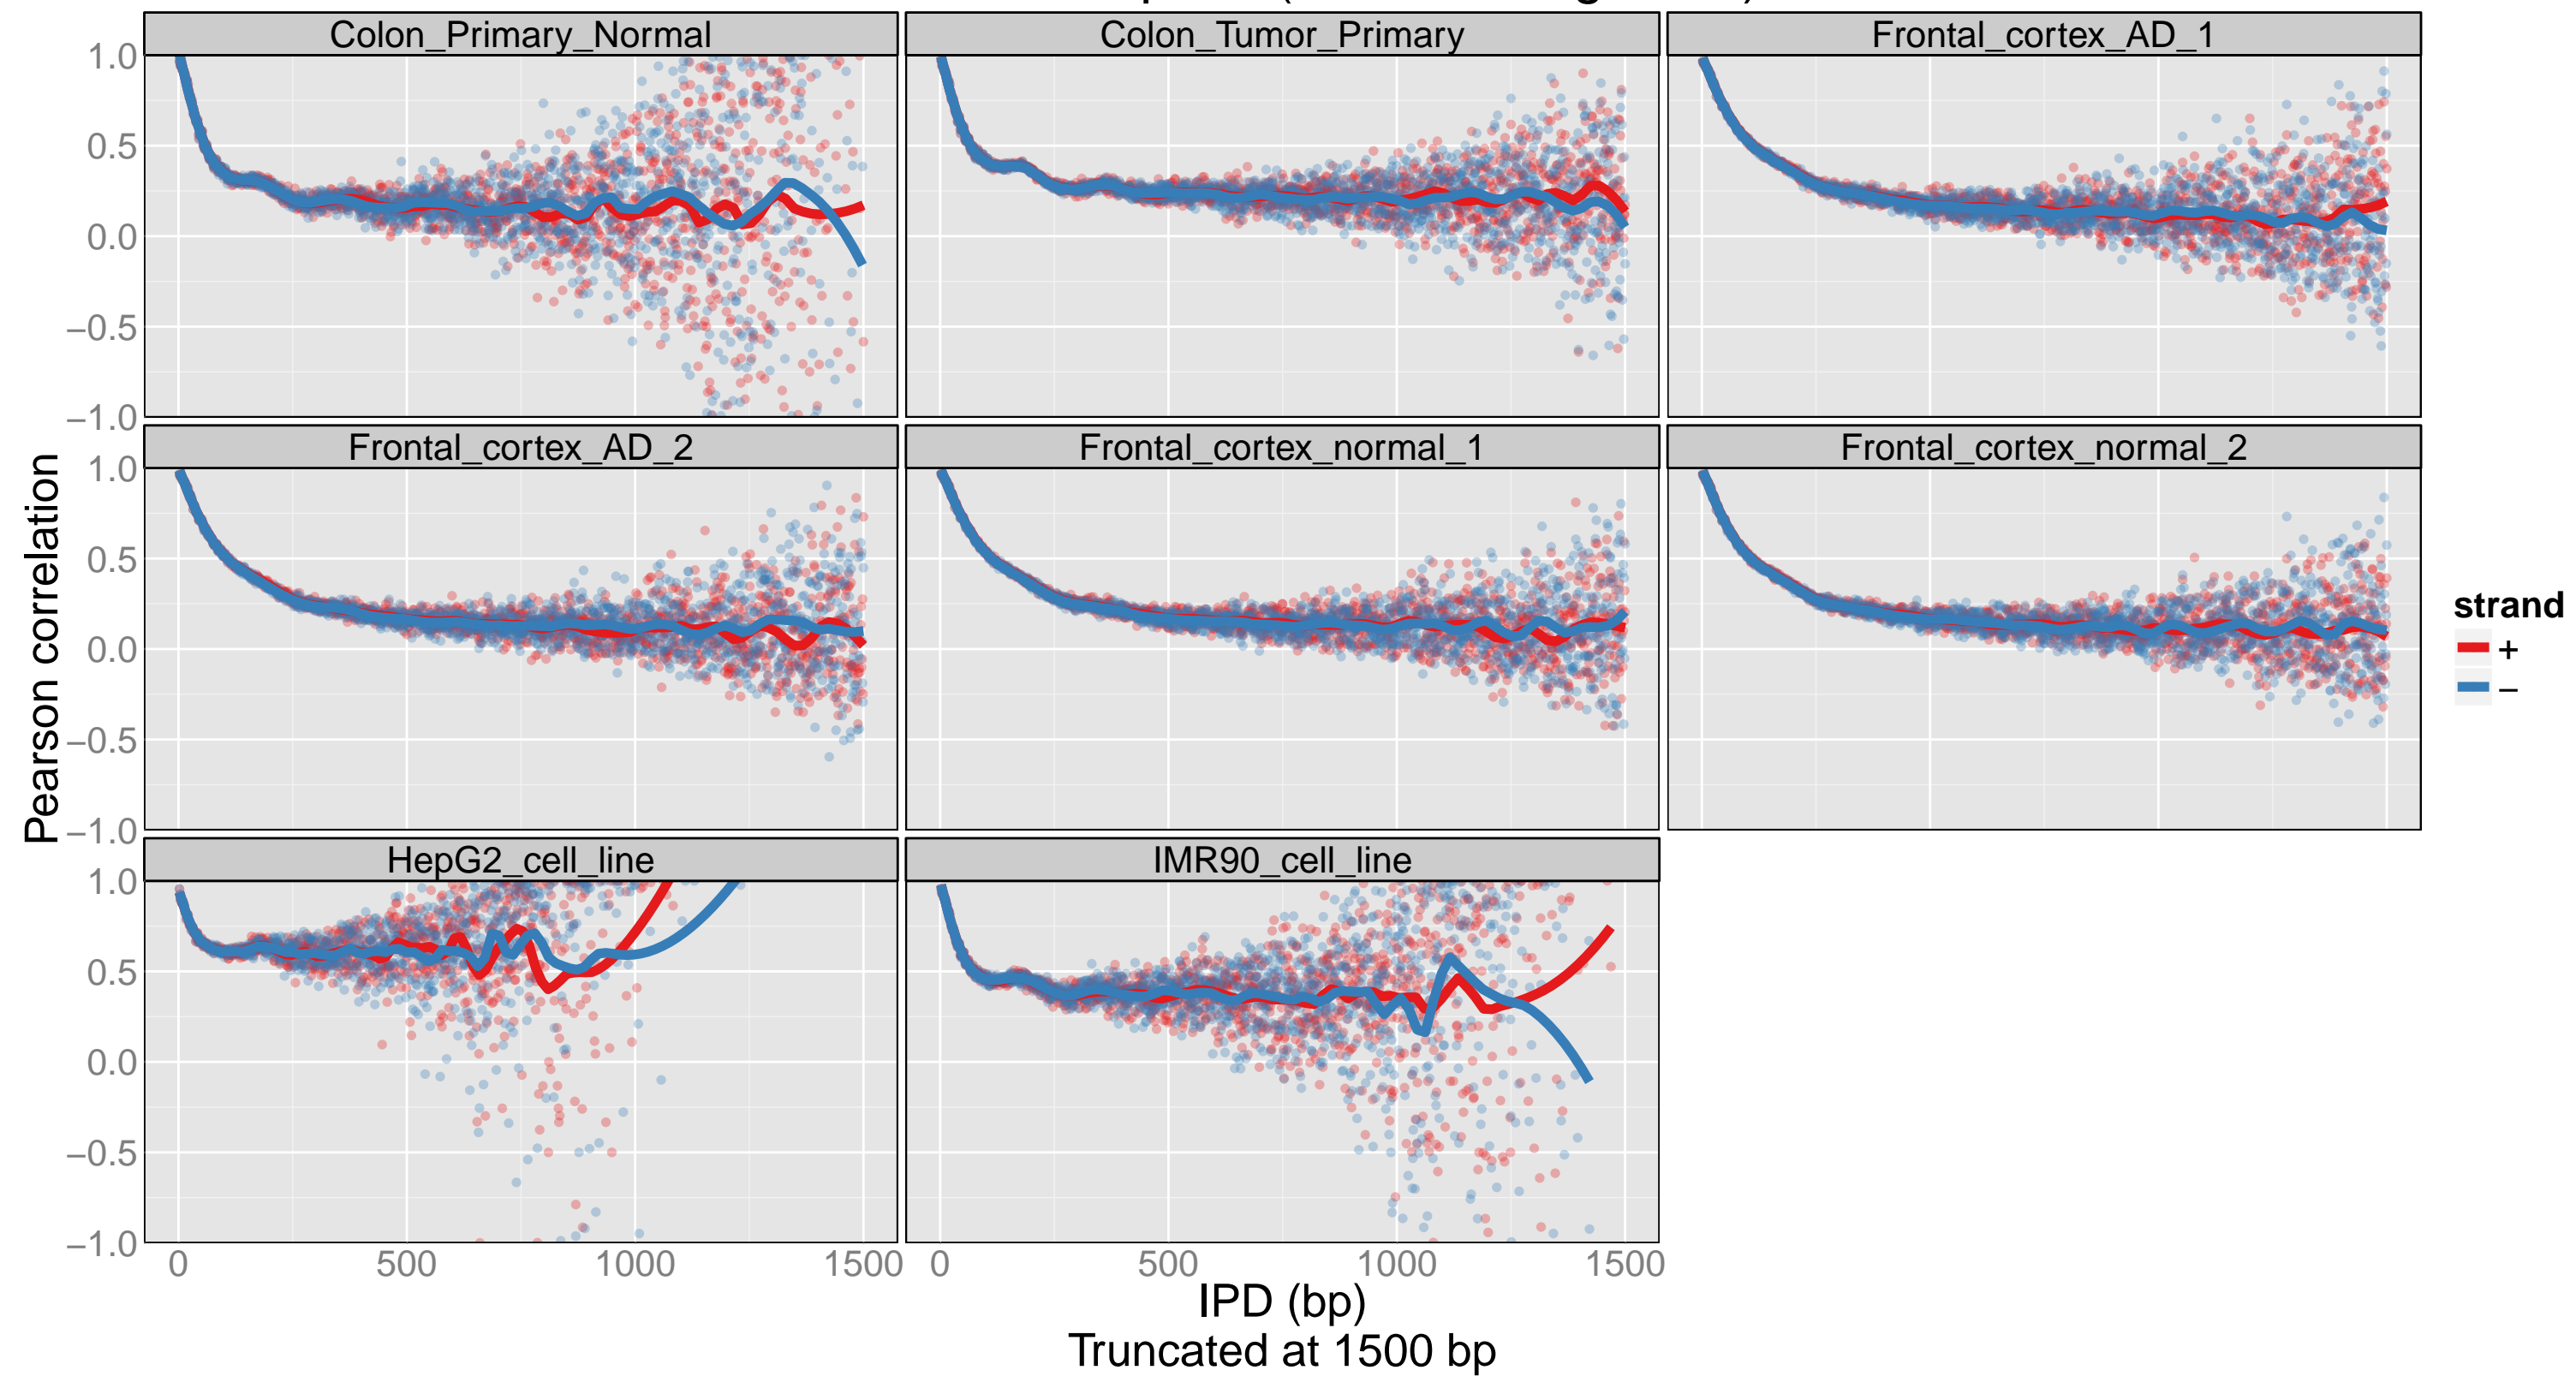 Colon_Primary_Normal
Colon_Tumor_Primary
Frontal_cortex_AD_1
1.0
0.5
0.0
−0.5
−1.0
Frontal_cortex_AD_2
Frontal_cortex_normal_1
Frontal_cortex_normal_2
1.0
0.5
0.0
−0.5
−1.0
Pearson correlation
strand
+
−
HepG2_cell_line
IMR90_cell_line
1.0
0.5
0.0
−0.5
−1.0
0 500 1000 1500
0 500 1000 1500
IPD (bp)
Truncated at 1500 bp